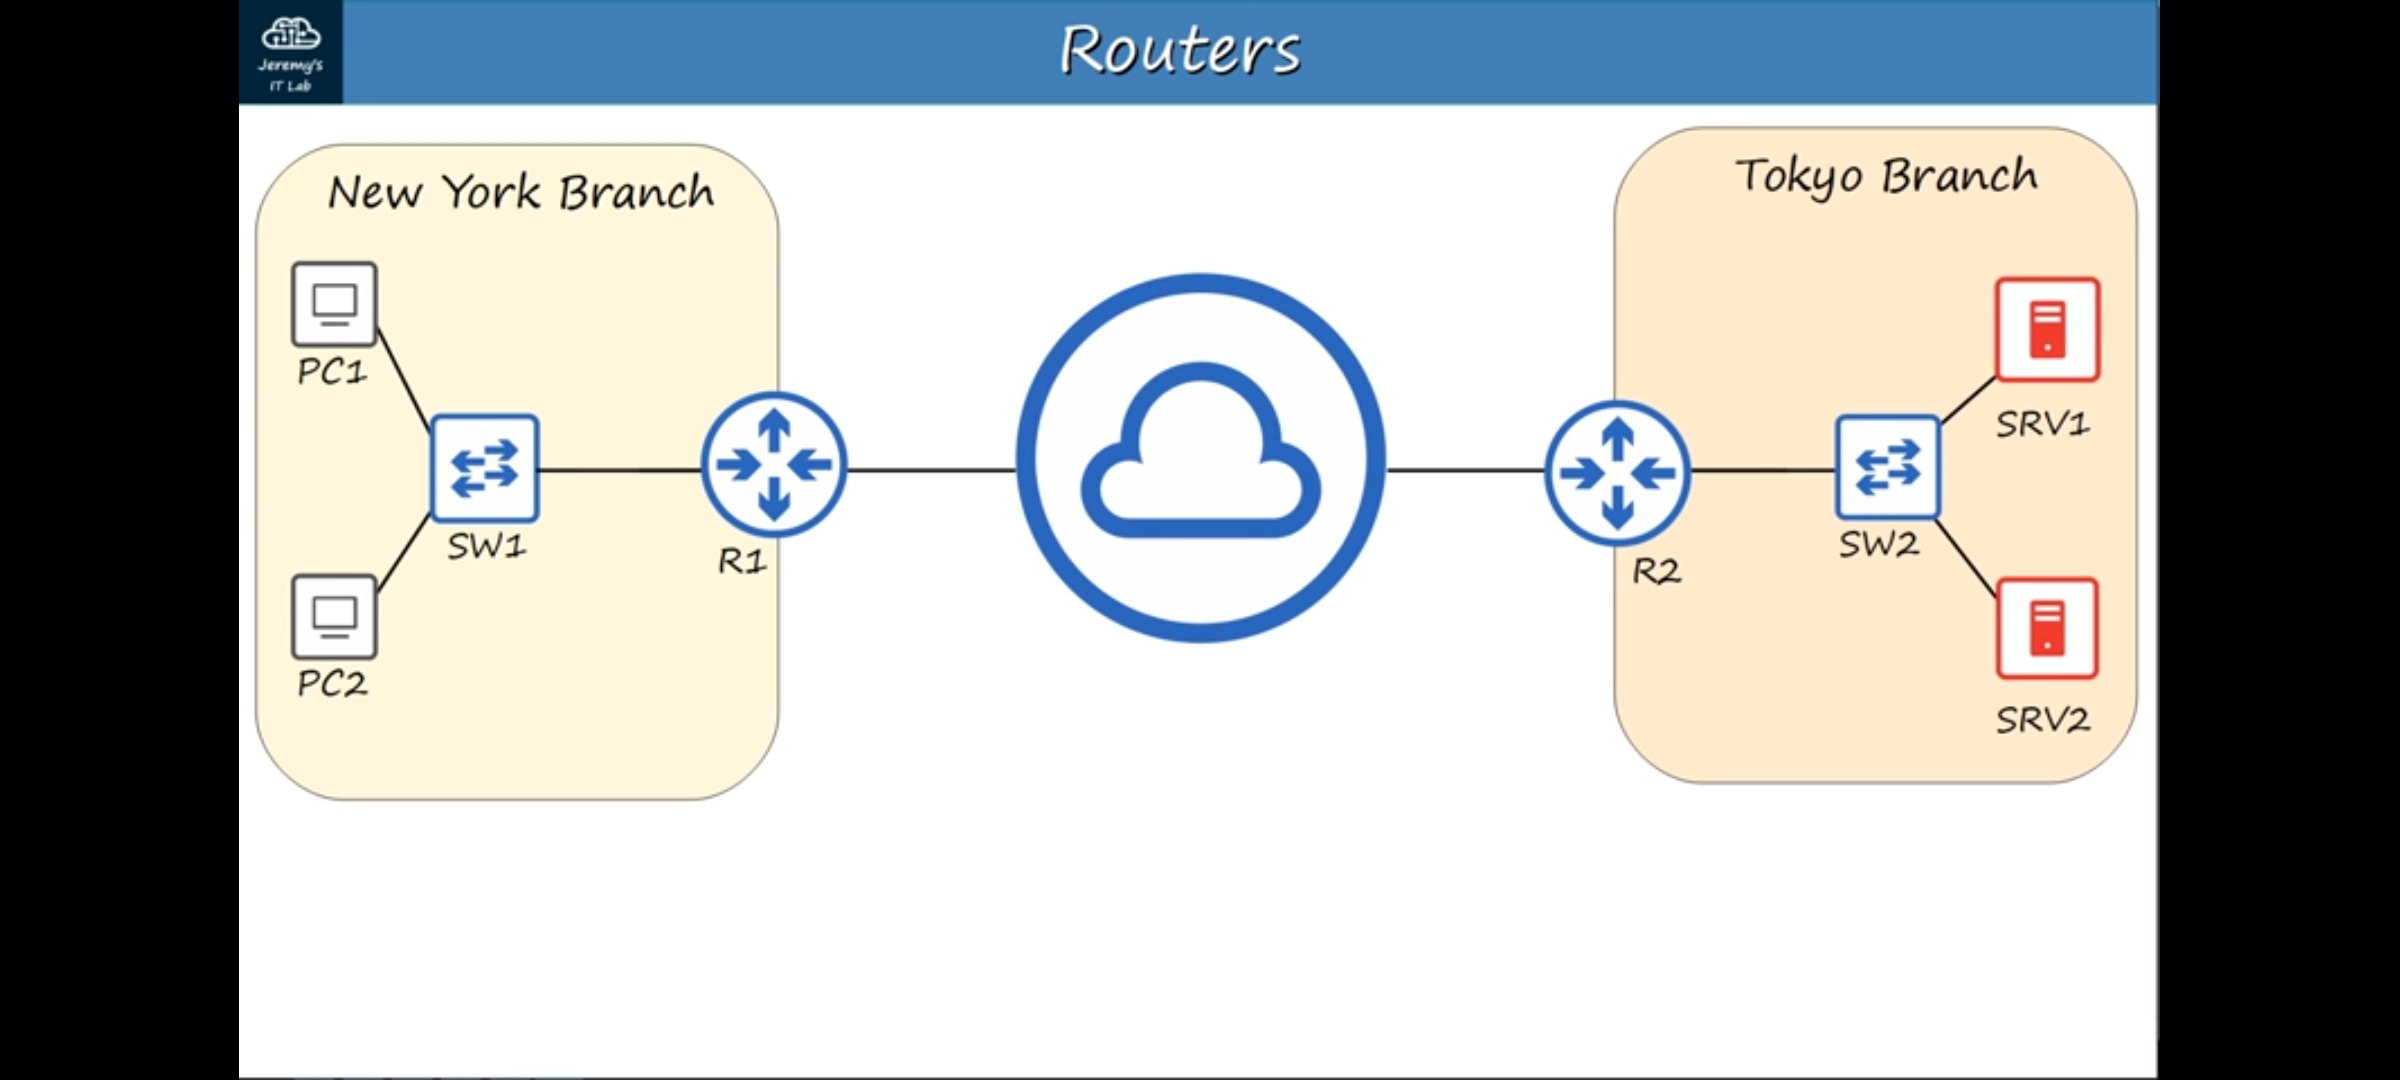 Jeremy's
IT Lab
Routers
New York Branch
Tokyo Branch
PC1
SRV1
SW1
R1
R2
SW2
PC2
SRV2